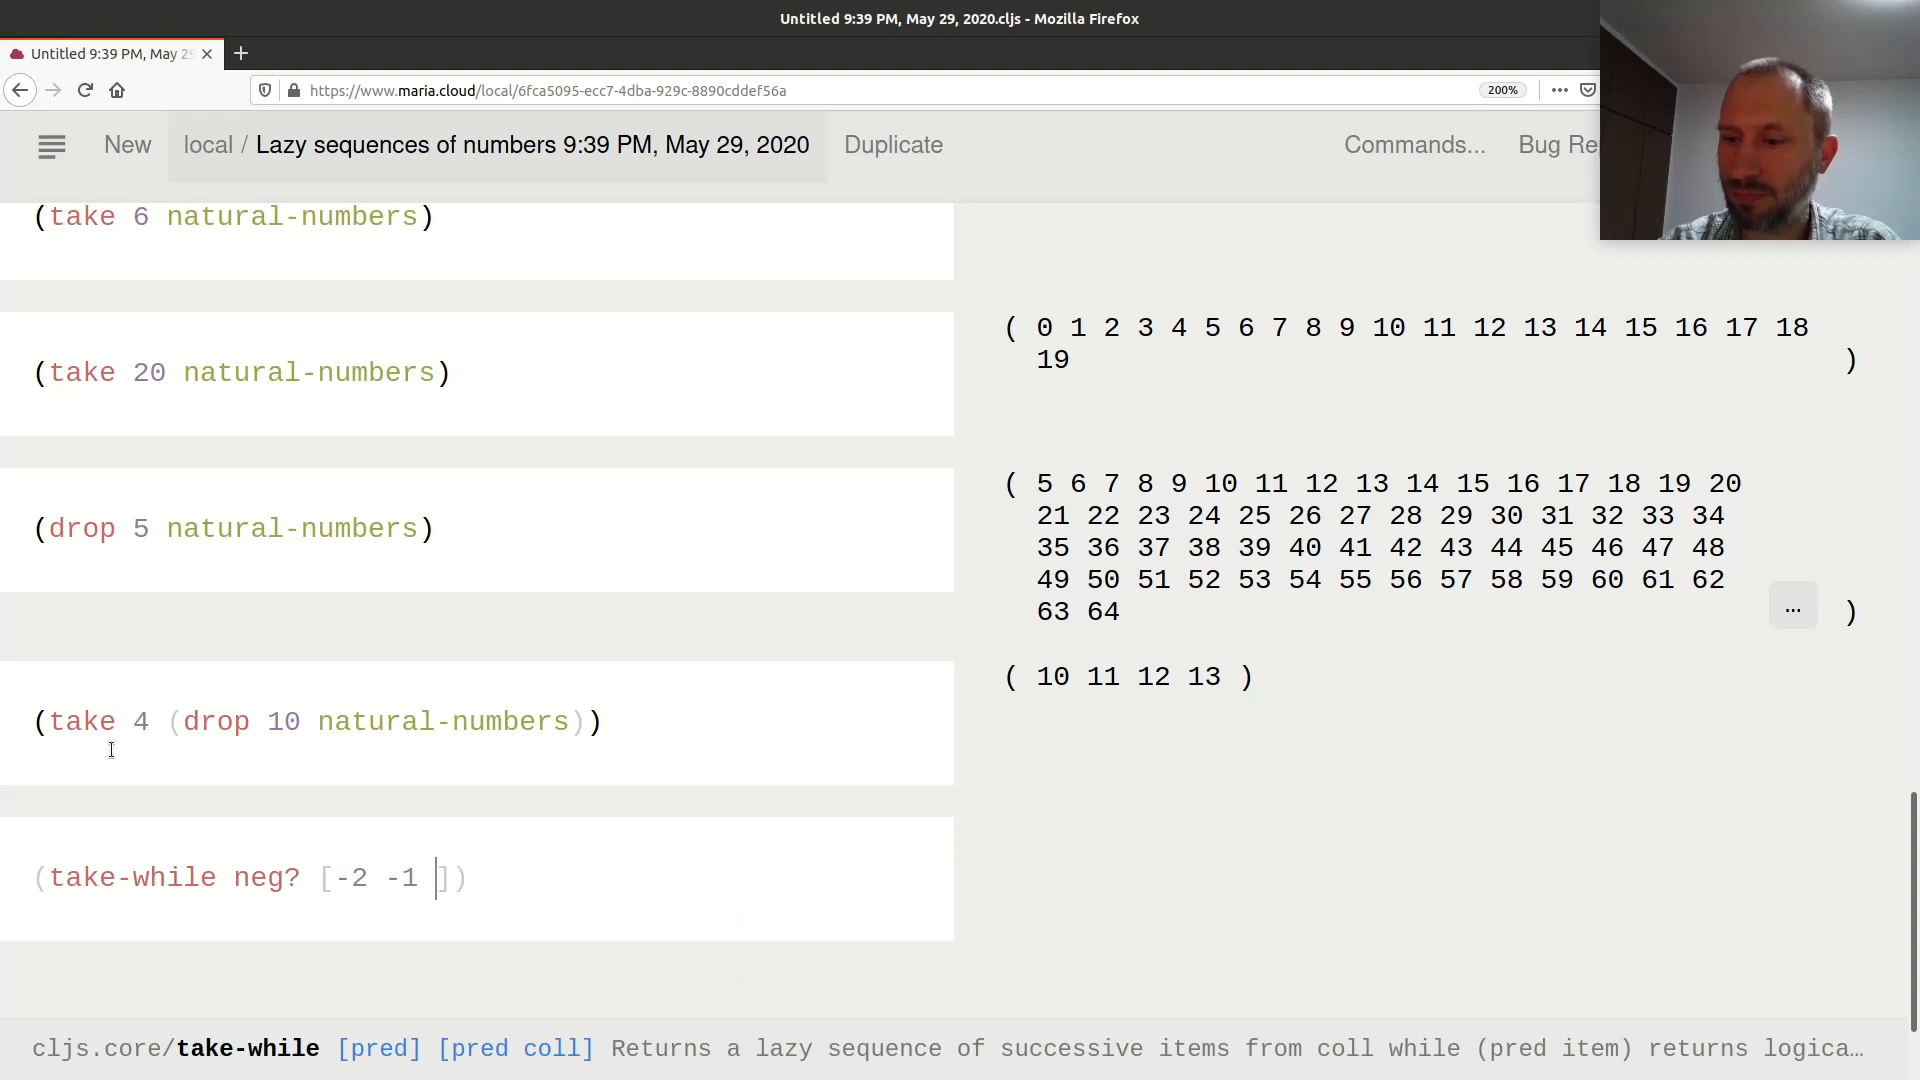 Untitled 9:39 PM, May 29, 2020.cljs - Mozilla Firefox
Untitled 9:39 PM, May 29
https://www.maria.cloud/local/6fca5095-ecc7-4dba-929c-8890cddef56a
200%
New
local / Lazy sequences of numbers 9:39 PM, May 29, 2020
Duplicate
Commands...
Bug Re
(take 6 natural-numbers)
( 0 1 2 3 4 5 6 7 8 9 10 11 12 13 14 15 16 17 18
19 )
(take 20 natural-numbers)
( 5 6 7 8 9 10 11 12 13 14 15 16 17 18 19 20
21 22 23 24 25 26 27 28 29 30 31 32 33 34
35 36 37 38 39 40 41 42 43 44 45 46 47 48
49 50 51 52 53 54 55 56 57 58 59 60 61 62
63 64 ... )
(drop 5 natural-numbers)
( 10 11 12 13 )
(take 4 (drop 10 natural-numbers))
(take-while neg? [-2 -1 ])
cljs.core/take-while [pred] [pred coll] Returns a lazy sequence of successive items from coll while (pred item) returns logica…